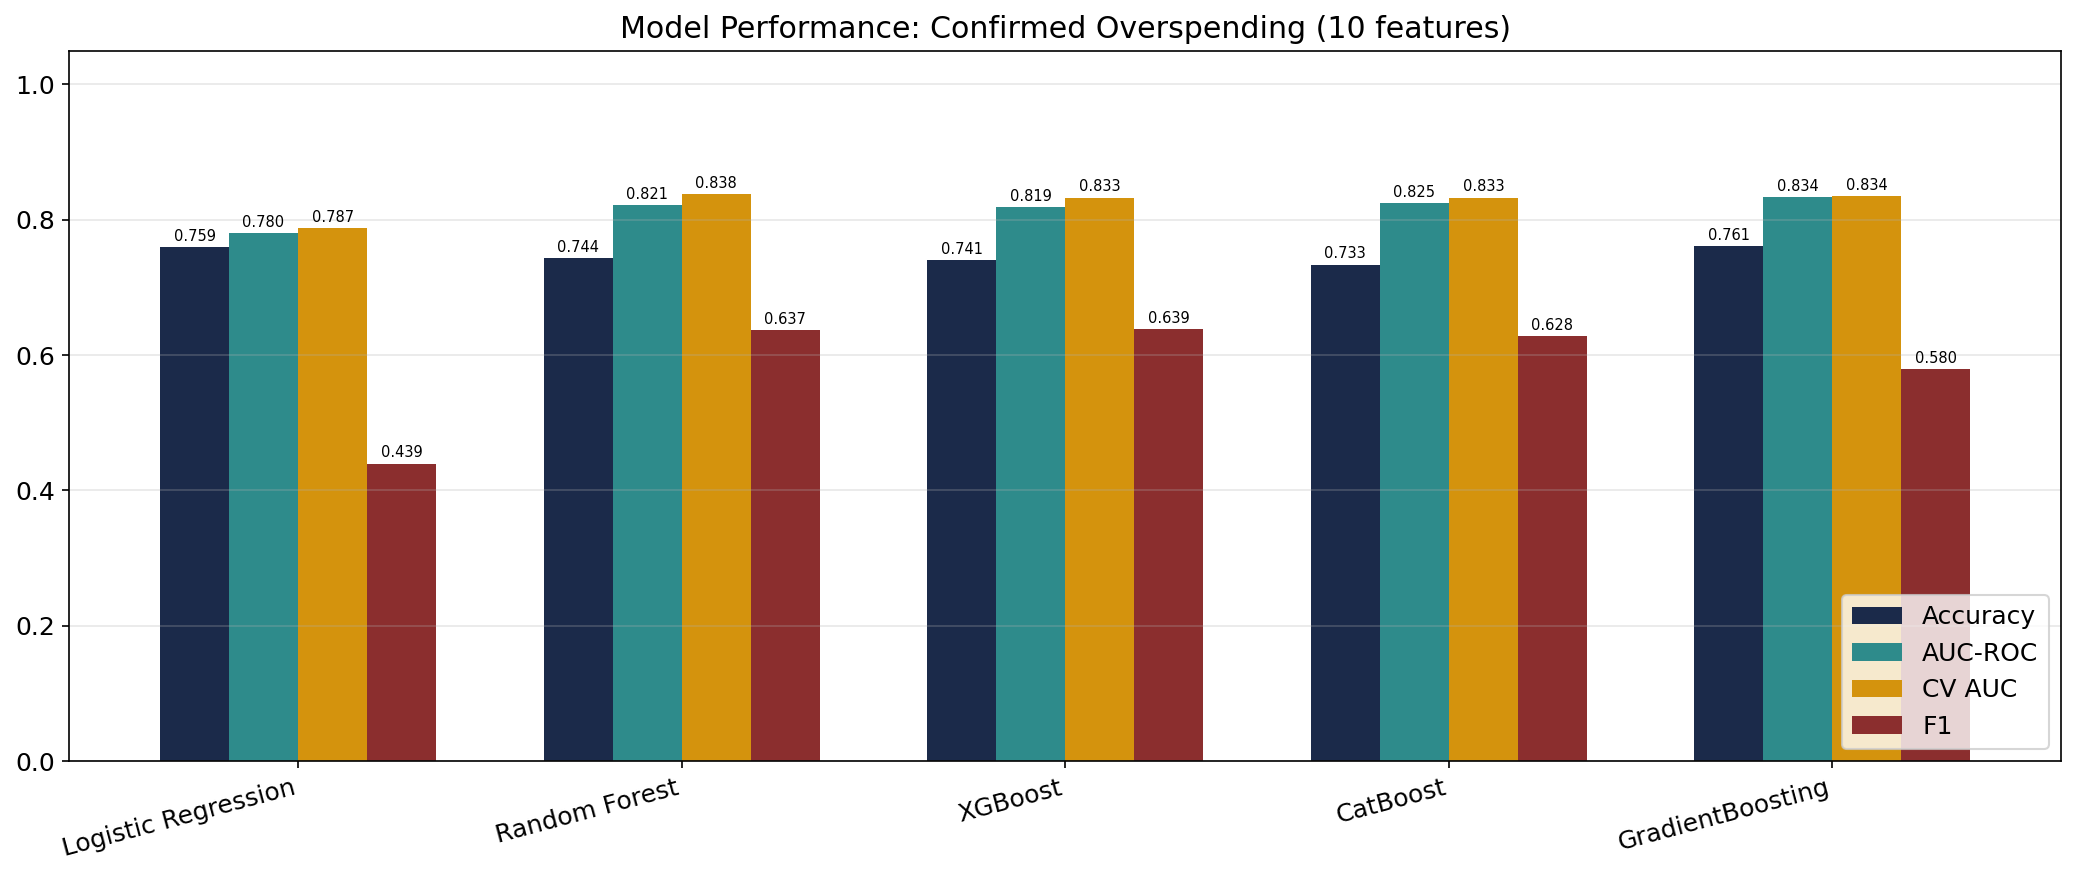 Model Performance: Confirmed Overspending (10 features)
1.0
0.8
0.6
0.4
0.2
0.0
0.759
0.780
0.787
0.439
0.744
0.821
0.838
0.637
0.741
0.819
0.833
0.639
0.733
0.825
0.833
0.628
0.761
0.834
0.834
0.580
Accuracy
AUC-ROC
CV AUC
F1
Logistic Regression
Random Forest
XGBoost
CatBoost
GradientBoosting